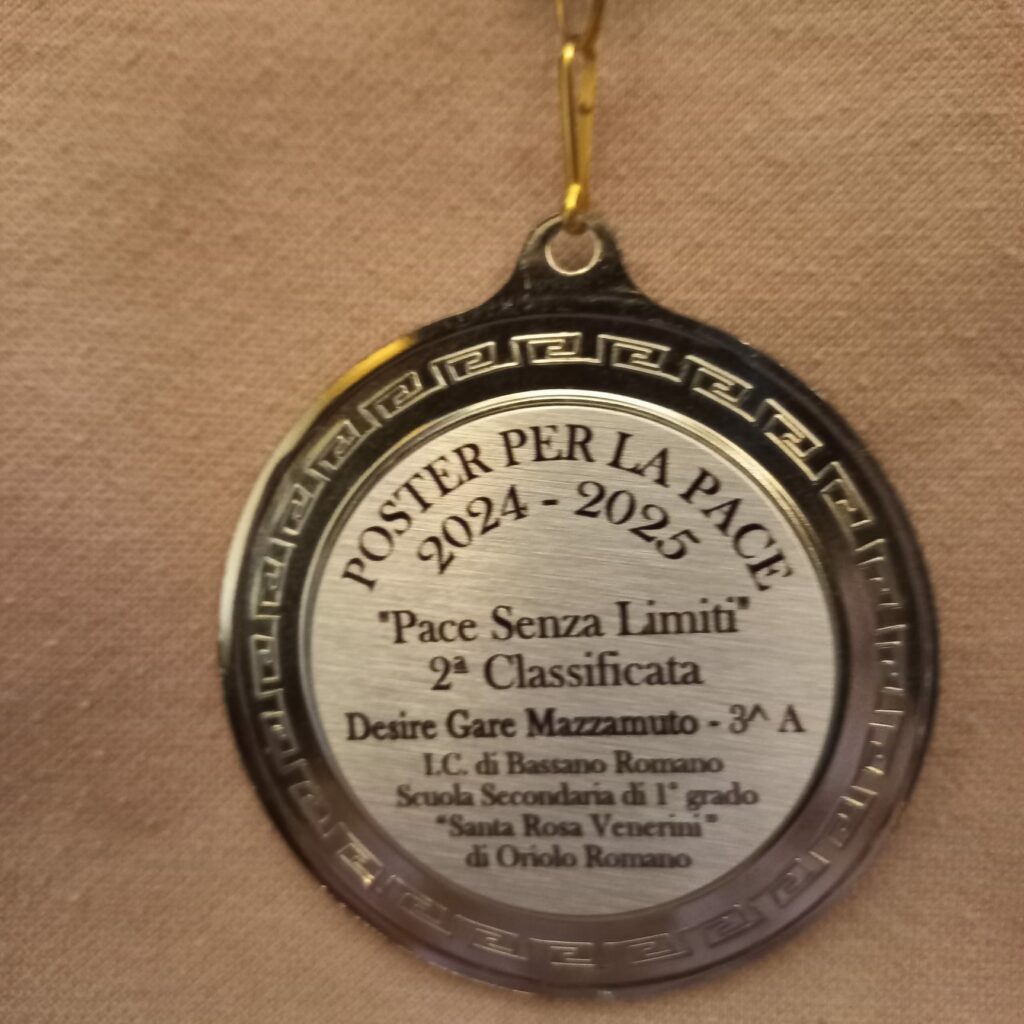 POSTER PER LA PACE
2024 - 2025
"Pace Senza Limiti"
2ª Classificata
Desire Gare Mazzamuto - 3^ A
I.C. di Bassano Romano
Scuola Secondaria di 1° grado
"Santa Rosa Venerini"
di Oriolo Romano